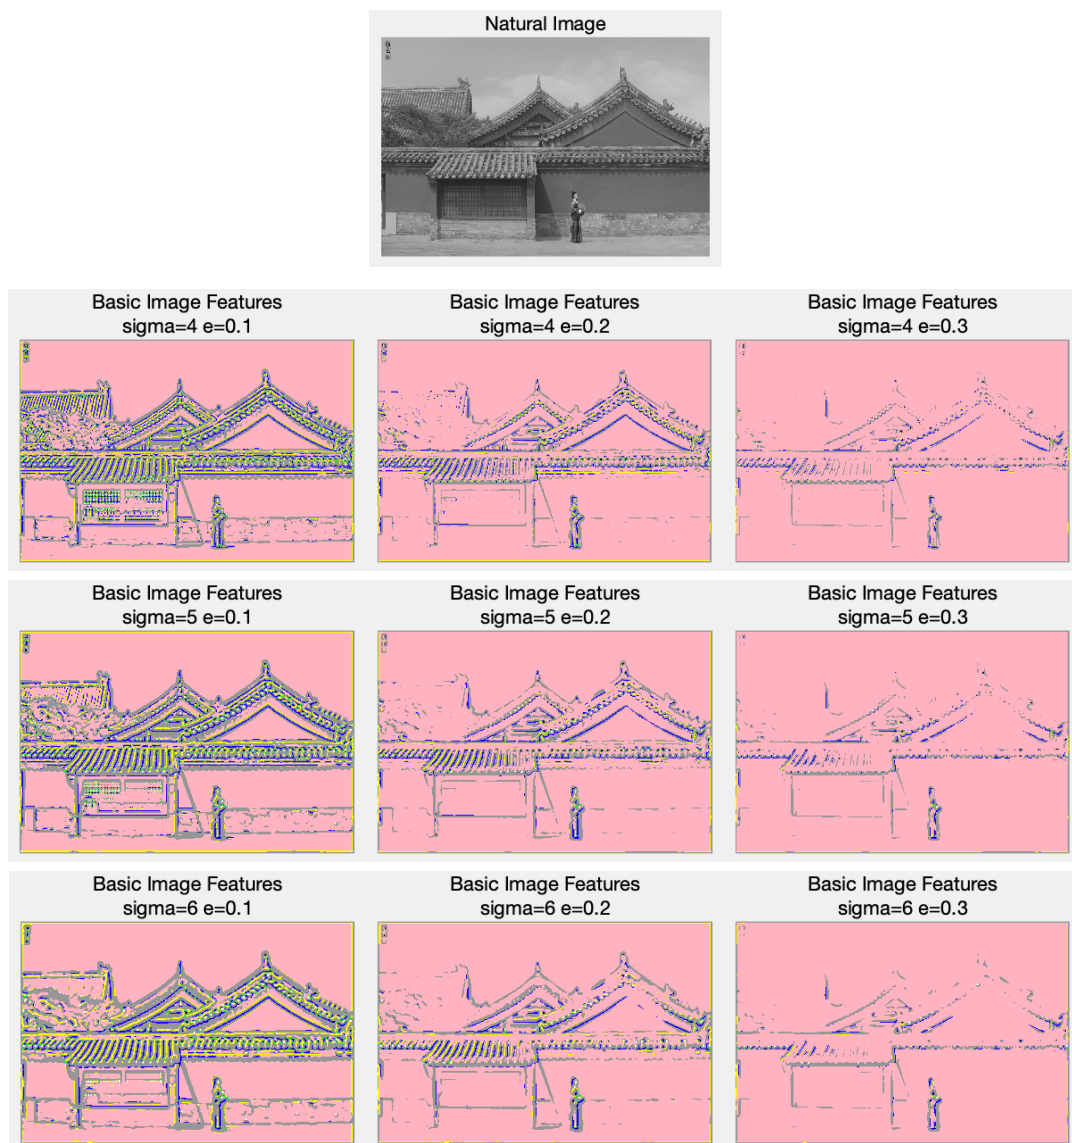 Natural Image
Basic Image Features
sigma=4 e=0.1
Basic Image Features
sigma=4 e=0.2
Basic Image Features
sigma=4 e=0.3
Basic Image Features
sigma=5 e=0.1
Basic Image Features
sigma=5 e=0.2
Basic Image Features
sigma=5 e=0.3
Basic Image Features
sigma=6 e=0.1
Basic Image Features
sigma=6 e=0.2
Basic Image Features
sigma=6 e=0.3